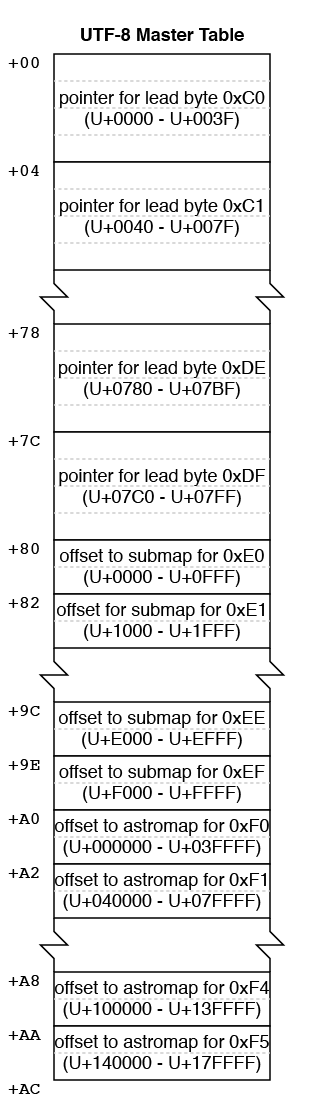 UTF-8 Master Table
+00
pointer for lead byte 0xC0
(U+0000 - U+003F)
+04
pointer for lead byte 0xC1
(U+0040 - U+007F)
+78
pointer for lead byte 0xDE
(U+0780 - U+07BF)
+7C
pointer for lead byte 0xDF
(U+07C0 - U+07FF)
+80
offset to submap for 0xE0
(U+0000 - U+0FFF)
+82
offset for submap for 0xE1
(U+1000 - U+1FFF)
+9C
offset to submap for 0xEE
(U+E000 - U+EFFF)
+9E
offset to submap for 0xEF
(U+F000 - U+FFFF)
+A0
offset to astromap for 0xF0
(U+000000 - U+03FFFF)
+A2
offset to astromap for 0xF1
(U+040000 - U+07FFFF)
+A8
offset to astromap for 0xF4
(U+100000 - U+13FFFF)
+AA
offset to astromap for 0xF5
(U+140000 - U+17FFFF)
+AC